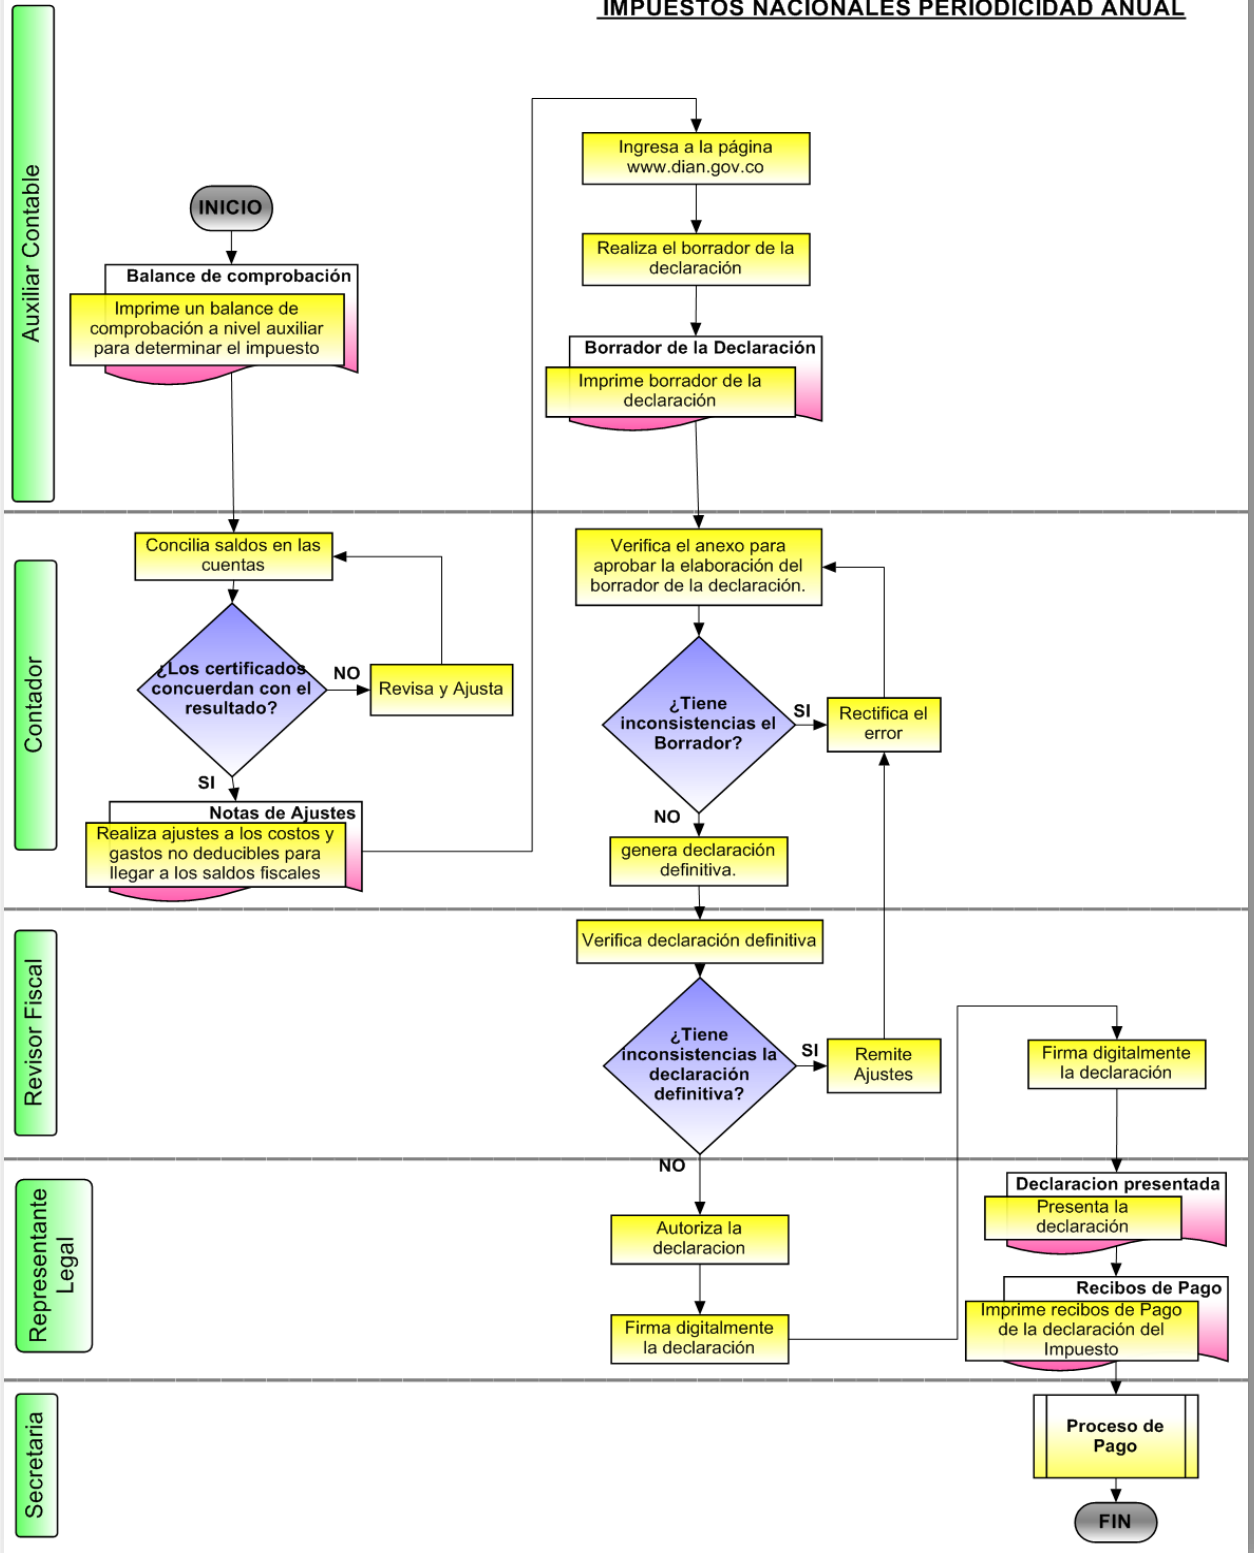 IMPUESTOS NACIONALES PERIODICIDAD ANUAL
Auxiliar Contable
INICIO
Balance de comprobación
Imprime un balance de
comprobación a nivel auxiliar
para determinar el impuesto
Ingresa a la página
www.dian.gov.co
Realiza el borrador de la
declaración
Borrador de la Declaración
Imprime borrador de la
declaración
Contador
Concilia saldos en las
cuentas
¿Los certificados
concuerdan con el
resultado?
NO
Revisa y Ajusta
SI
Notas de Ajustes
Realiza ajustes a los costos y
gastos no deducibles para
llegar a los saldos fiscales
Verifica el anexo para
aprobar la elaboración del
borrador de la declaración.
¿Tiene
inconsistencias el
Borrador?
SI
Rectifica el
error
NO
genera declaración
definitiva.
Revisor Fiscal
Verifica declaración definitiva
¿Tiene
inconsistencias la
declaración
definitiva?
SI
Remite
Ajustes
Firma digitalmente
la declaración
NO
Representante
Legal
Autoriza la
declaracion
Firma digitalmente
la declaración
Declaracion presentada
Presenta la
declaración
Recibos de Pago
Imprime recibos de Pago
de la declaración del
Impuesto
Secretaria
Proceso de
Pago
FIN